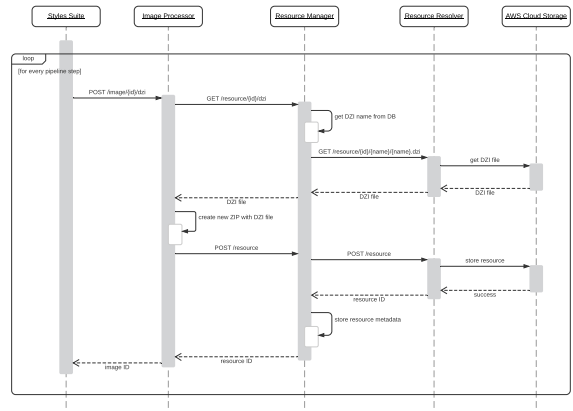 Styles Suite
Image Processor
Resource Manager
Resource Resolver
AWS Cloud Storage
loop
[for every pipeline step]
POST /image/{id}/dzi
GET /resource/{id}/dzi
get DZI name from DB
GET /resource/{id}/{name}/{name}.dzi
get DZI file
DZI file
DZI file
DZI file
create new ZIP with DZI file
POST /resource
POST /resource
store resource
success
resource ID
store resource metadata
resource ID
image ID